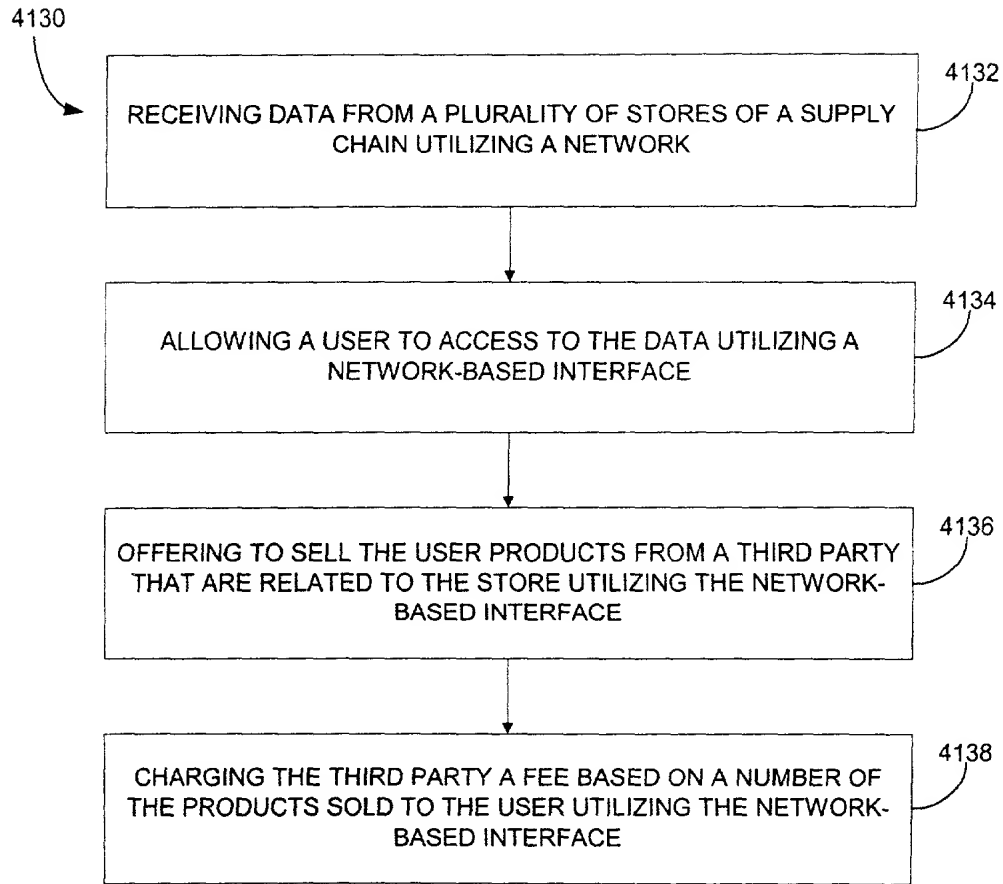 4130
4132
RECEIVING DATA FROM A PLURALITY OF STORES OF A SUPPLY
CHAIN UTILIZING A NETWORK
4134
ALLOWING A USER TO ACCESS TO THE DATA UTILIZING A
NETWORK-BASED INTERFACE
4136
OFFERING TO SELL THE USER PRODUCTS FROM A THIRD PARTY
THAT ARE RELATED TO THE STORE UTILIZING THE NETWORK-
BASED INTERFACE
4138
CHARGING THE THIRD PARTY A FEE BASED ON A NUMBER OF
THE PRODUCTS SOLD TO THE USER UTILIZING THE NETWORK-
BASED INTERFACE